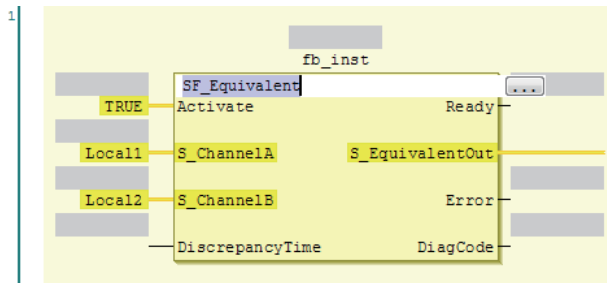 1
fb_inst
SF_Equivalent ...
TRUE Activate Ready
Local1 S_ChannelA S_EquivalentOut
Local2 S_ChannelB Error
DiscrepancyTime DiagCode